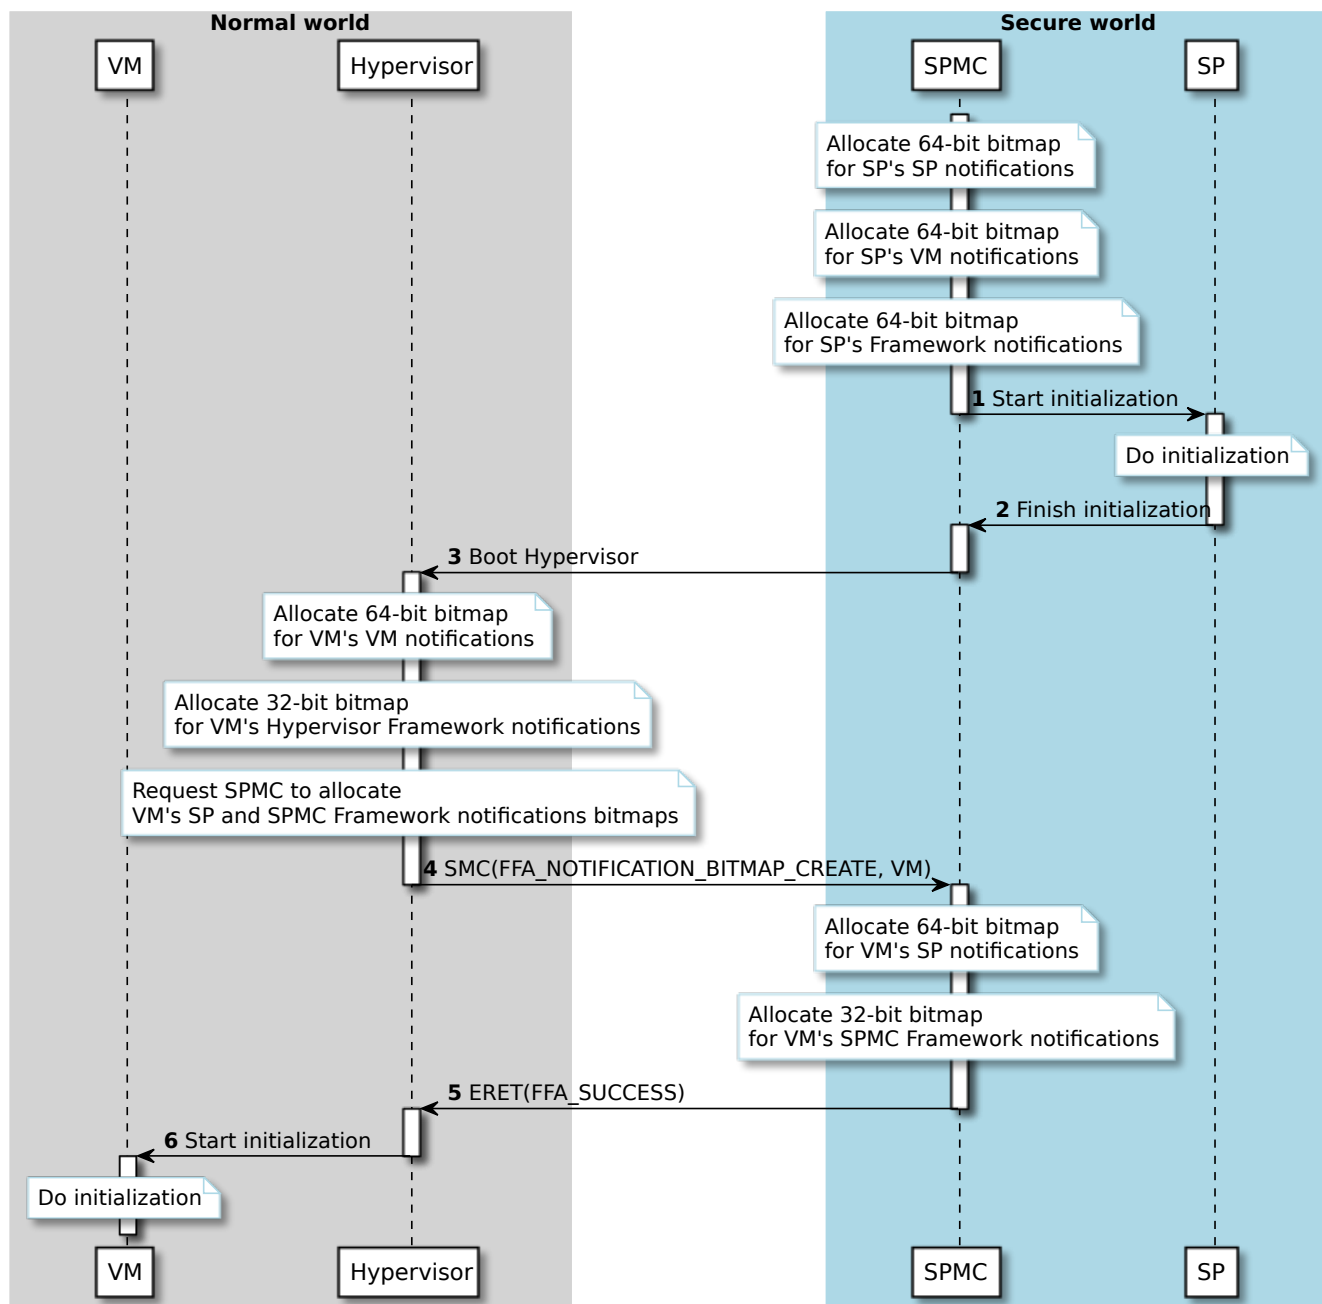 Normal world
Secure world
VM
Hypervisor
SPMC
SP
Allocate 64-bit bitmap
for SP's SP notifications
Allocate 64-bit bitmap
for SP's VM notifications
Allocate 64-bit bitmap
for SP's Framework notifications
1 Start initialization
Do initialization
2 Finish initialization
3 Boot Hypervisor
Allocate 64-bit bitmap
for VM's VM notifications
Allocate 32-bit bitmap
for VM's Hypervisor Framework notifications
Request SPMC to allocate
VM's SP and SPMC Framework notifications bitmaps
4 SMC(FFA_NOTIFICATION_BITMAP_CREATE, VM)
Allocate 64-bit bitmap
for VM's SP notifications
Allocate 32-bit bitmap
for VM's SPMC Framework notifications
5 ERET(FFA_SUCCESS)
6 Start initialization
Do initialization
VM
Hypervisor
SPMC
SP